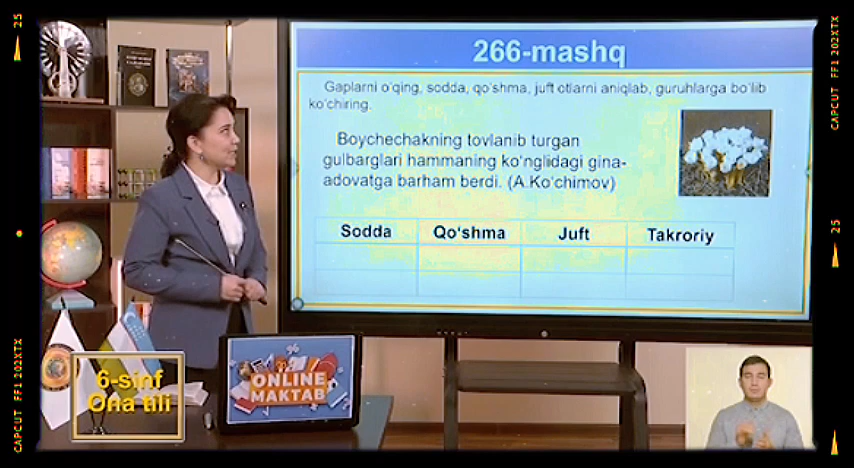 25
25
CAPCUT FF1 202XTX
CAPCUT FF1 202XTX
266-mashq
Gaplarni o‘qing, sodda, qo‘shma, juft otlarni aniqlab, guruhlarga bo‘lib
ko‘chiring.
Boychechakning tovlanib turgan
gulbarglari hammaning ko‘nglidagi gina-
adovatga barham berdi. (A.Ko‘chimov)
Sodda Qo‘shma Juft Takroriy
ONLINE
MAKTAB
6-sinf
Ona tili